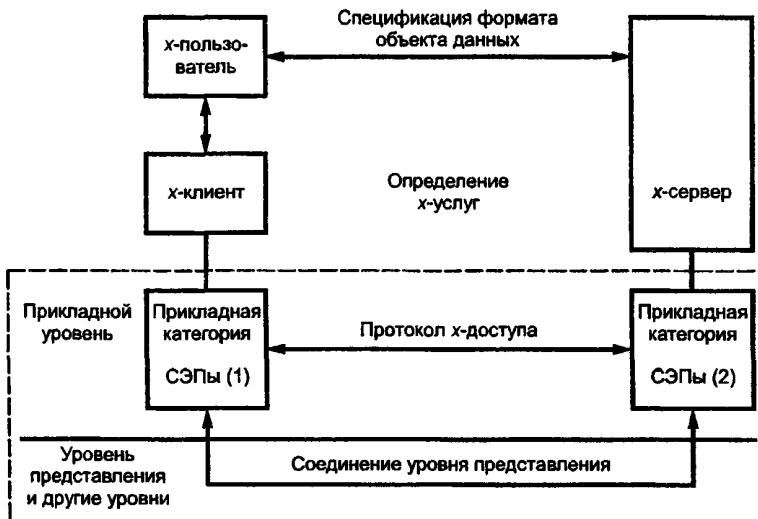 Спецификация формата
объекта данных
x-пользо-
ватель
x-клиент
Определение
x-услуг
x-сервер
Прикладной
уровень
Прикладная
категория
СЭПы (1)
Протокол x-доступа
Прикладная
категория
СЭПы (2)
Уровень
представления
и другие уровни
Соединение уровня представления